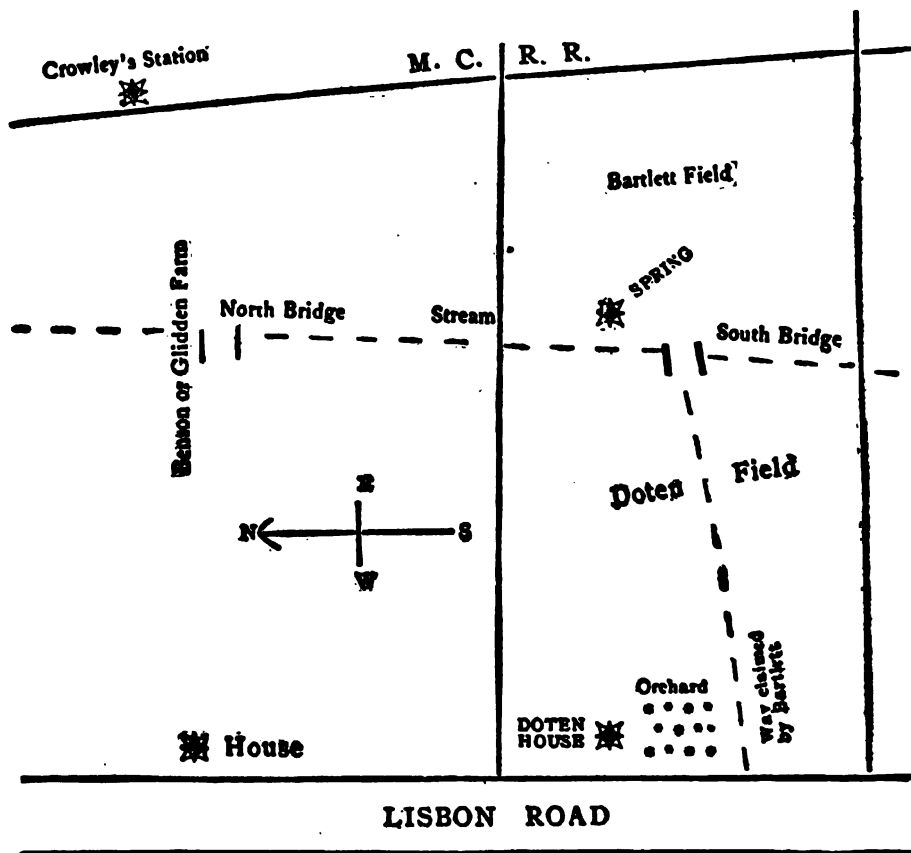 Crowley's Station
M. C. R. R.
Bartlett Field
SPRING
Benson or Glidden Farm
North Bridge
Stream
South Bridge
Doten Field
E
N S
W
Way claimed
by Bartlett
Orchard
DOTEN
HOUSE
House
LISBON ROAD